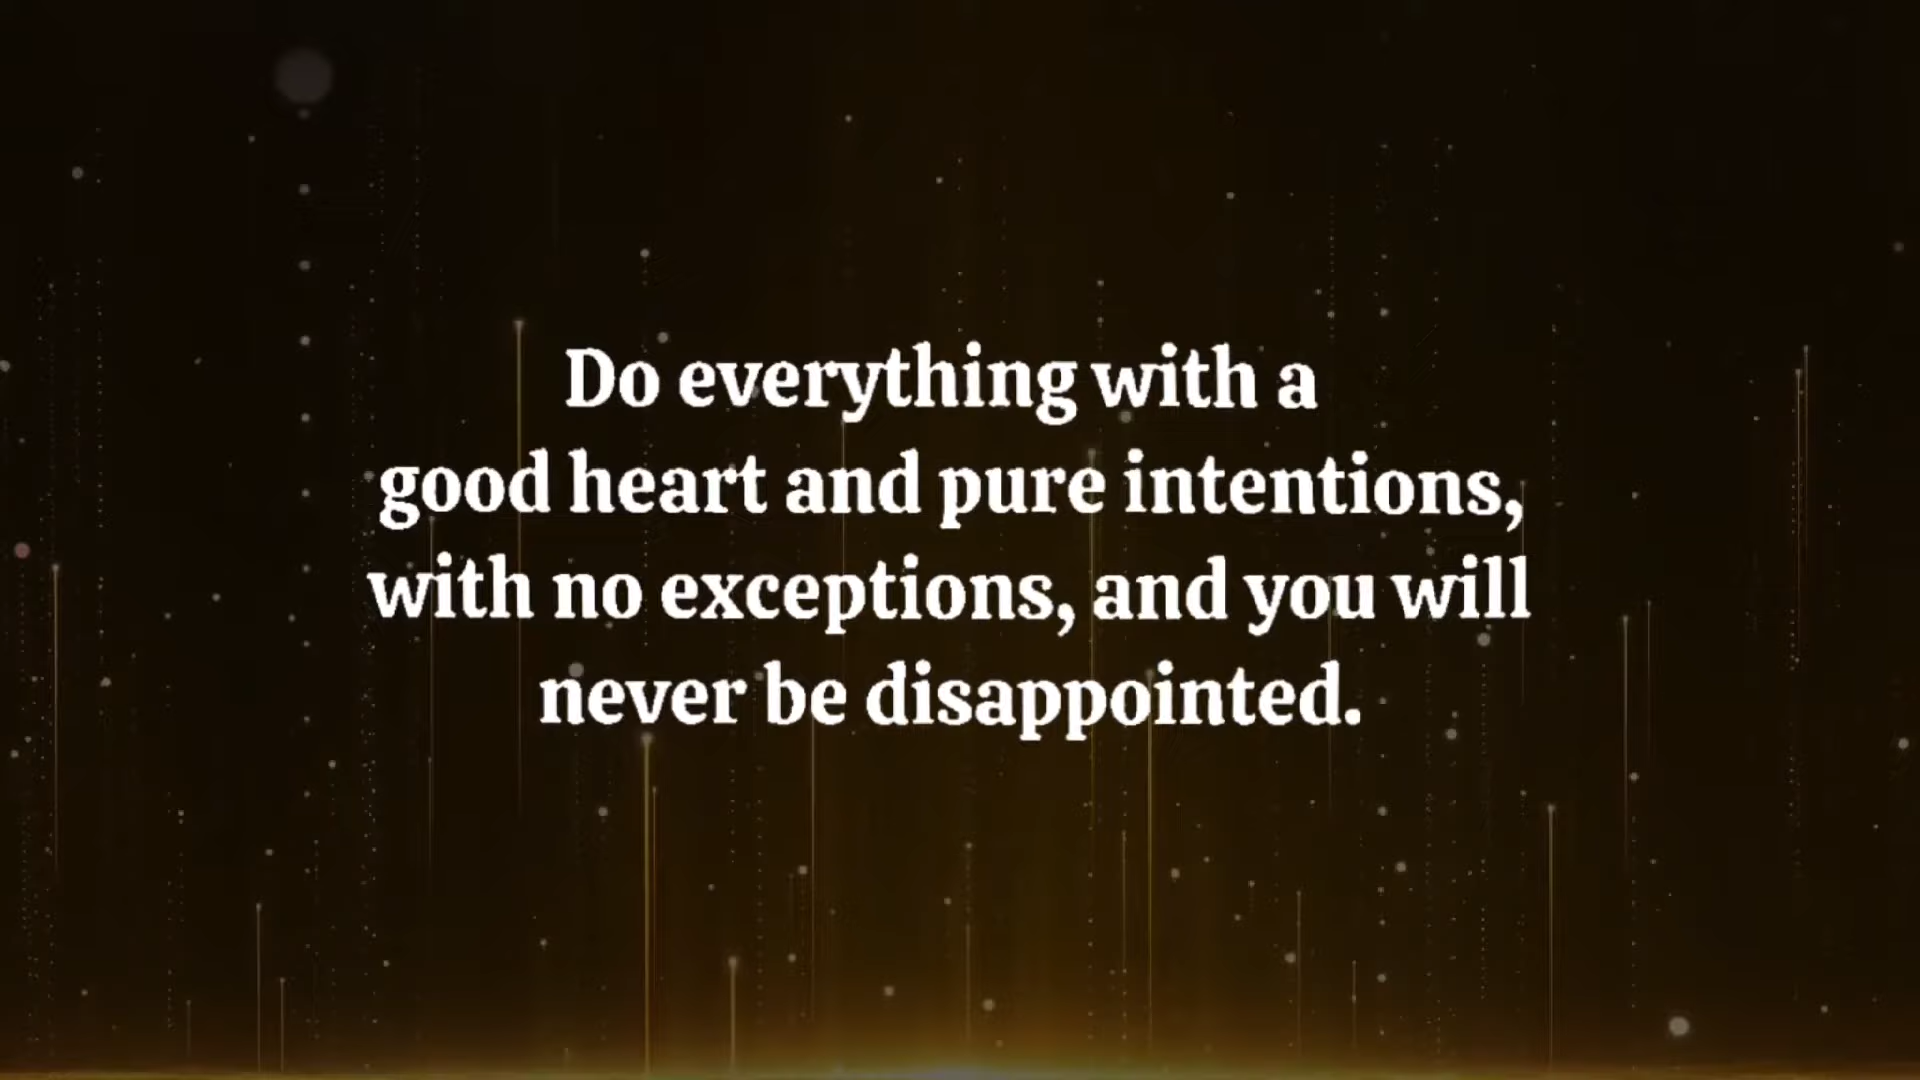 Do everything with a
good heart and pure intentions,
with no exceptions, and you will
never be disappointed.